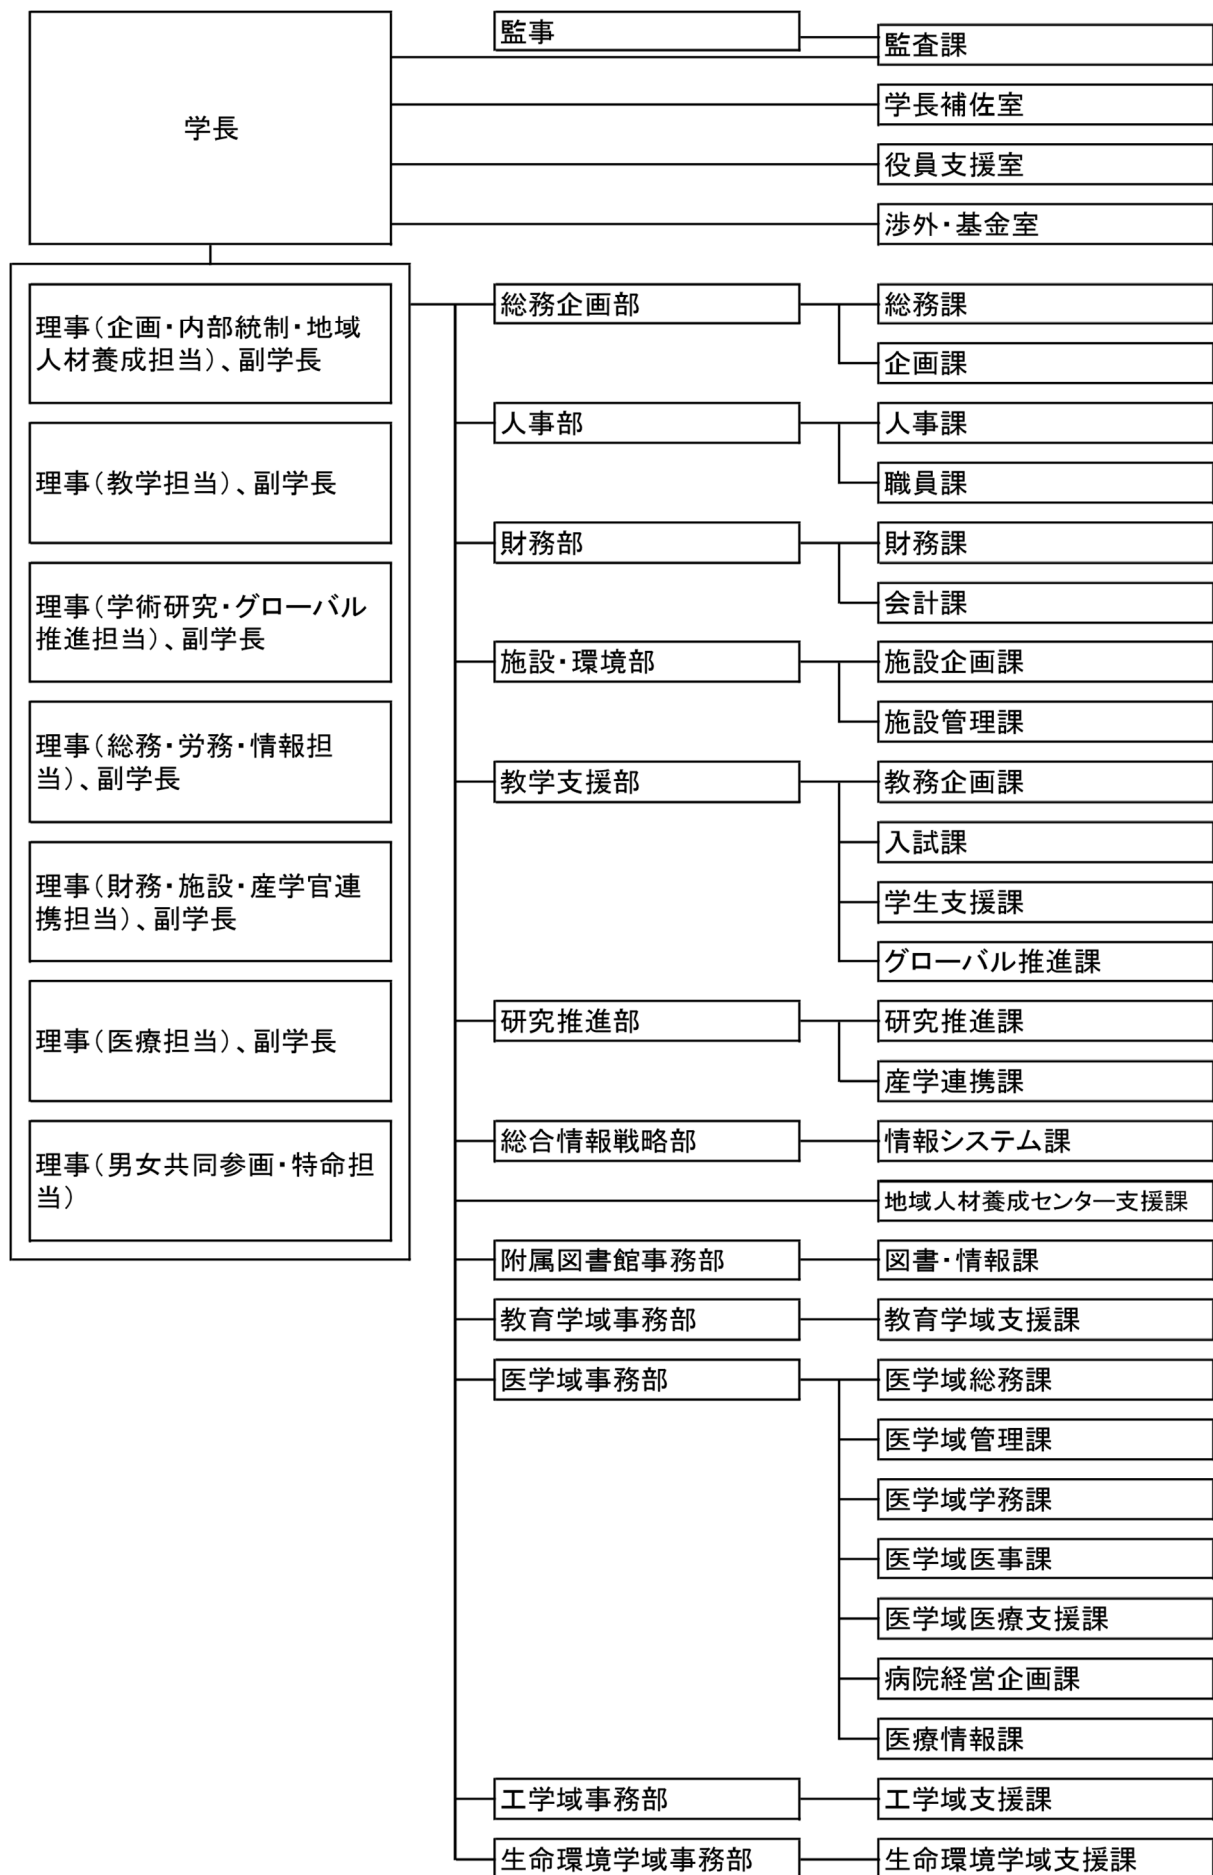 監事
監査課
学長
学長補佐室
役員支援室
渉外・基金室
理事(企画・内部統制・地域
人材養成担当)、副学長
理事(教学担当)、副学長
理事(学術研究・グローバル
推進担当)、副学長
理事(総務・労務・情報担
当)、副学長
理事(財務・施設・産学官連
携担当)、副学長
理事(医療担当)、副学長
理事(男女共同参画・特命担
当)
総務企画部
総務課
企画課
人事部
人事課
職員課
財務部
財務課
会計課
施設・環境部
施設企画課
施設管理課
教学支援部
教務企画課
入試課
学生支援課
グローバル推進課
研究推進部
研究推進課
産学連携課
総合情報戦略部
情報システム課
地域人材養成センター支援課
附属図書館事務部
図書・情報課
教育学域事務部
教育学域支援課
医学域事務部
医学域総務課
医学域管理課
医学域学務課
医学域医事課
医学域医療支援課
病院経営企画課
医療情報課
工学域事務部
工学域支援課
生命環境学域事務部
生命環境学域支援課